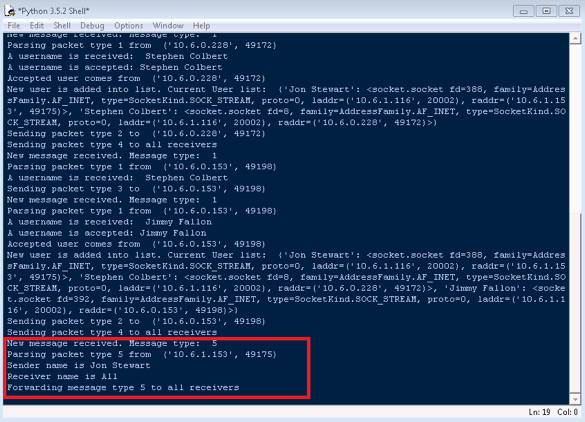 *Python 3.5.2 Shell*
File Edit Shell Debug Options Window Help
New message received. Message type:  1
Parsing packet type 1 from  ('10.6.0.228', 49172)
A username is received:  Stephen Colbert
A username is accepted: Stephen Colbert
Accepted user comes from  ('10.6.0.228', 49172)
New user is added into list. Current User list:  {'Jon Stewart': <socket.socket fd=388, family=Addres
sFamily.AF_INET, type=SocketKind.SOCK_STREAM, proto=0, laddr=('10.6.1.116', 20002), raddr=('10.6.1.15
3', 49175)>, 'Stephen Colbert': <socket.socket fd=8, family=AddressFamily.AF_INET, type=SocketKind.SO
CK_STREAM, proto=0, laddr=('10.6.1.116', 20002), raddr=('10.6.0.228', 49172)>}
Sending packet type 2 to  ('10.6.0.228', 49172)
Sending packet type 4 to all receivers
New message received. Message type:  1
Parsing packet type 1 from  ('10.6.0.153', 49198)
A username is received:  Stephen Colbert
Sending packet type 3 to  ('10.6.0.153', 49198)
New message received. Message type:  1
Parsing packet type 1 from  ('10.6.0.153', 49198)
A username is received:  Jimmy Fallon
A username is accepted: Jimmy Fallon
Accepted user comes from  ('10.6.0.153', 49198)
New user is added into list. Current User list:  {'Jon Stewart': <socket.socket fd=388, family=Addres
sFamily.AF_INET, type=SocketKind.SOCK_STREAM, proto=0, laddr=('10.6.1.116', 20002), raddr=('10.6.1.15
3', 49175)>, 'Stephen Colbert': <socket.socket fd=8, family=AddressFamily.AF_INET, type=SocketKind.SO
CK_STREAM, proto=0, laddr=('10.6.1.116', 20002), raddr=('10.6.0.228', 49172)>, 'Jimmy Fallon': <socke
t.socket fd=392, family=AddressFamily.AF_INET, type=SocketKind.SOCK_STREAM, proto=0, laddr=('10.6.1.1
16', 20002), raddr=('10.6.0.153', 49198)>}
Sending packet type 2 to  ('10.6.0.153', 49198)
Sending packet type 4 to all receivers
New message received. Message type:  5
Parsing packet type 5 from  ('10.6.1.153', 49175)
Sender name is Jon Stewart
Receiver name is All
Forwarding message type 5 to all receivers
Ln: 19 Col: 0